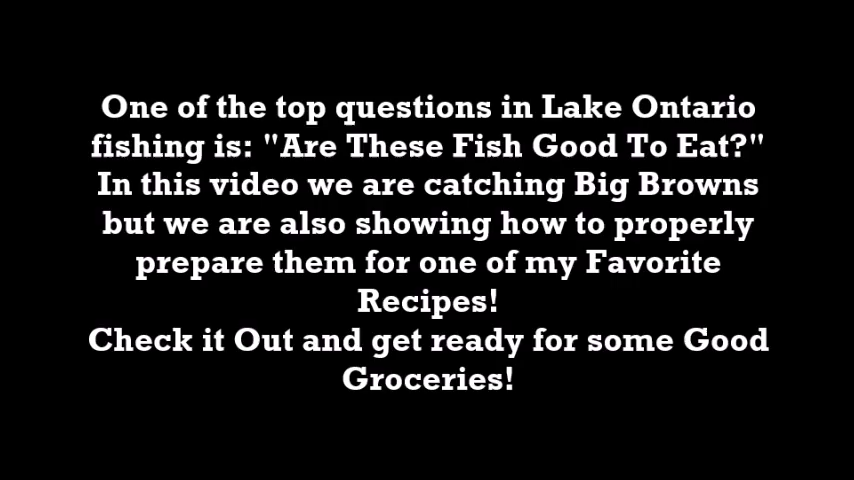 One of the top questions in Lake Ontario
fishing is: "Are These Fish Good To Eat?"
In this video we are catching Big Browns
but we are also showing how to properly
prepare them for one of my Favorite
Recipes!
Check it Out and get ready for some Good
Groceries!